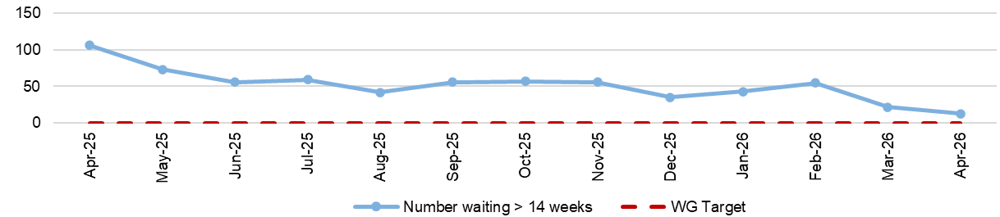 150
100
50
0
Apr-25
May-25
Jun-25
Jul-25
Aug-25
Sep-25
Oct-25
Nov-25
Dec-25
Jan-26
Feb-26
Mar-26
Apr-26
Number waiting > 14 weeks
WG Target